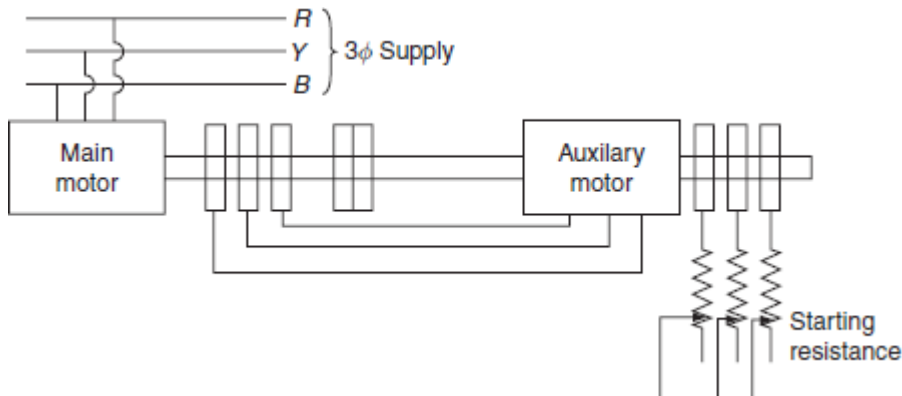 R
Y
3ϕ Supply
B
Main
motor
Auxilary
motor
Starting
resistance